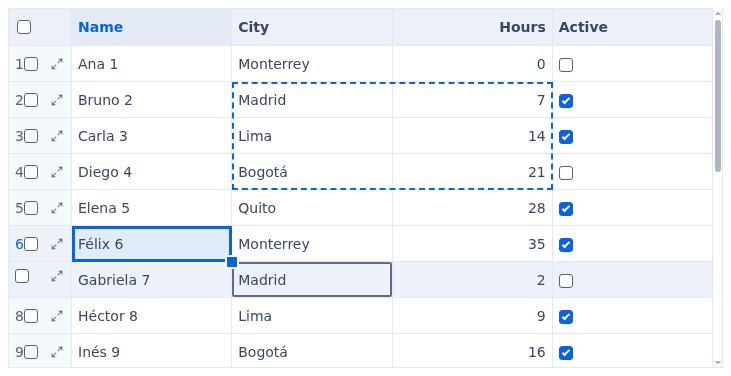 Name City Hours Active
1 Ana 1 Monterrey 0
2 Bruno 2 Madrid 7
3 Carla 3 Lima 14
4 Diego 4 Bogotá 21
5 Elena 5 Quito 28
6 Félix 6 Monterrey 35
Gabriela 7 Madrid 2
8 Héctor 8 Lima 9
9 Inés 9 Bogotá 16